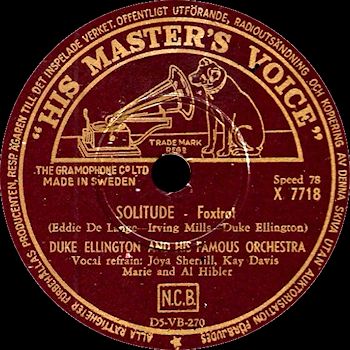 ALLA RÄTTIGHETER FÖRBEHÅLLAS PRODUCENTEN, RESP. ÄGAREN TILL DET INSPELADE VERKET. OFFENTLIGT UTFÖRANDE, RADIOUTSÄNDNING OCH KOPIERING AV DENNA SKIVA UTAN AUKTORISATION FÖRBJUDES
"HIS MASTER'S VOICE"
TRADE MARK
REGD
THE GRAMOPHONE CO LTD
MADE IN SWEDEN
Speed 78
X 7718
SOLITUDE - Foxtrot
(Eddie De Lange—Irving Mills—Duke Ellington)
DUKE ELLINGTON AND HIS FAMOUS ORCHESTRA
Vocal refrain: Joya Sherrill, Kay Davis
Marie and Al Hibler
N.C.B.
D5-VB-270